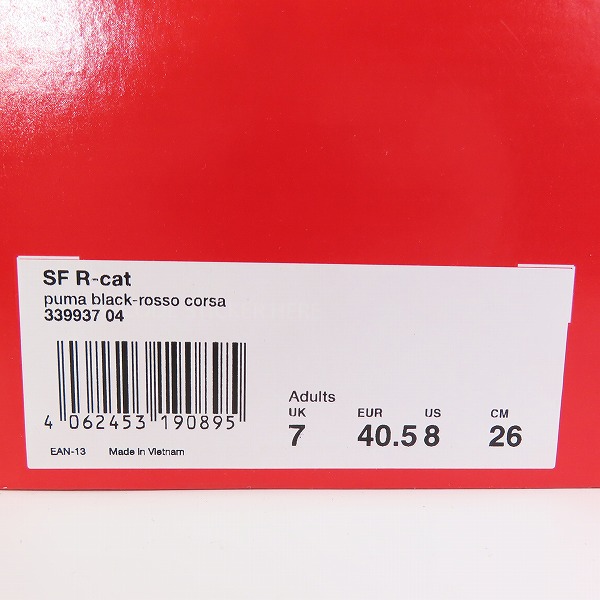 SF R-cat
puma black-rosso corsa
339937 04
4 062453 190895
EAN-13 Made in Vietnam
Adults
UK EUR US CM
7 40.5 8 26